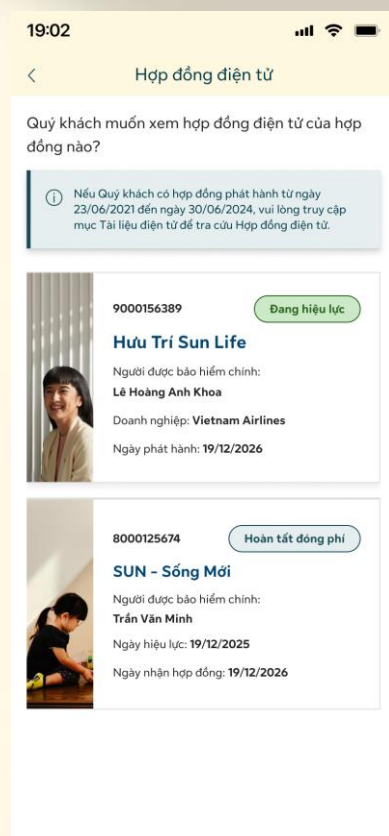 19:02
Hợp đồng điện tử
Quý khách muốn xem hợp đồng điện tử của hợp
đồng nào?
Nếu Quý khách có hợp đồng phát hành từ ngày
23/06/2021 đến ngày 30/06/2024, vui lòng truy cập
mục Tài liệu điện tử để tra cứu Hợp đồng điện tử.
9000156389
Đang hiệu lực
Hưu Trí Sun Life
Người được bảo hiểm chính:
Lê Hoàng Anh Khoa
Doanh nghiệp: Vietnam Airlines
Ngày phát hành: 19/12/2026
8000125674
Hoàn tất đóng phí
SUN - Sống Mới
Người được bảo hiểm chính:
Trần Văn Minh
Ngày hiệu lực: 19/12/2025
Ngày nhận hợp đồng: 19/12/2026